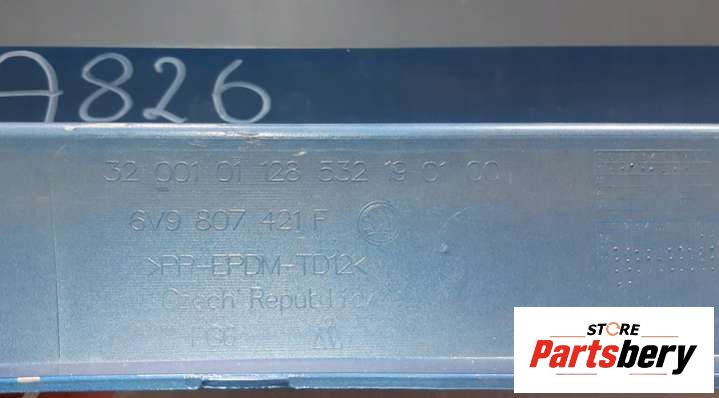 A826
32 001 01 128 532 19 01 00
6V9 807 421 F
>PP-EPDM-TD12<
Czech Republic
STORE
Partsbery